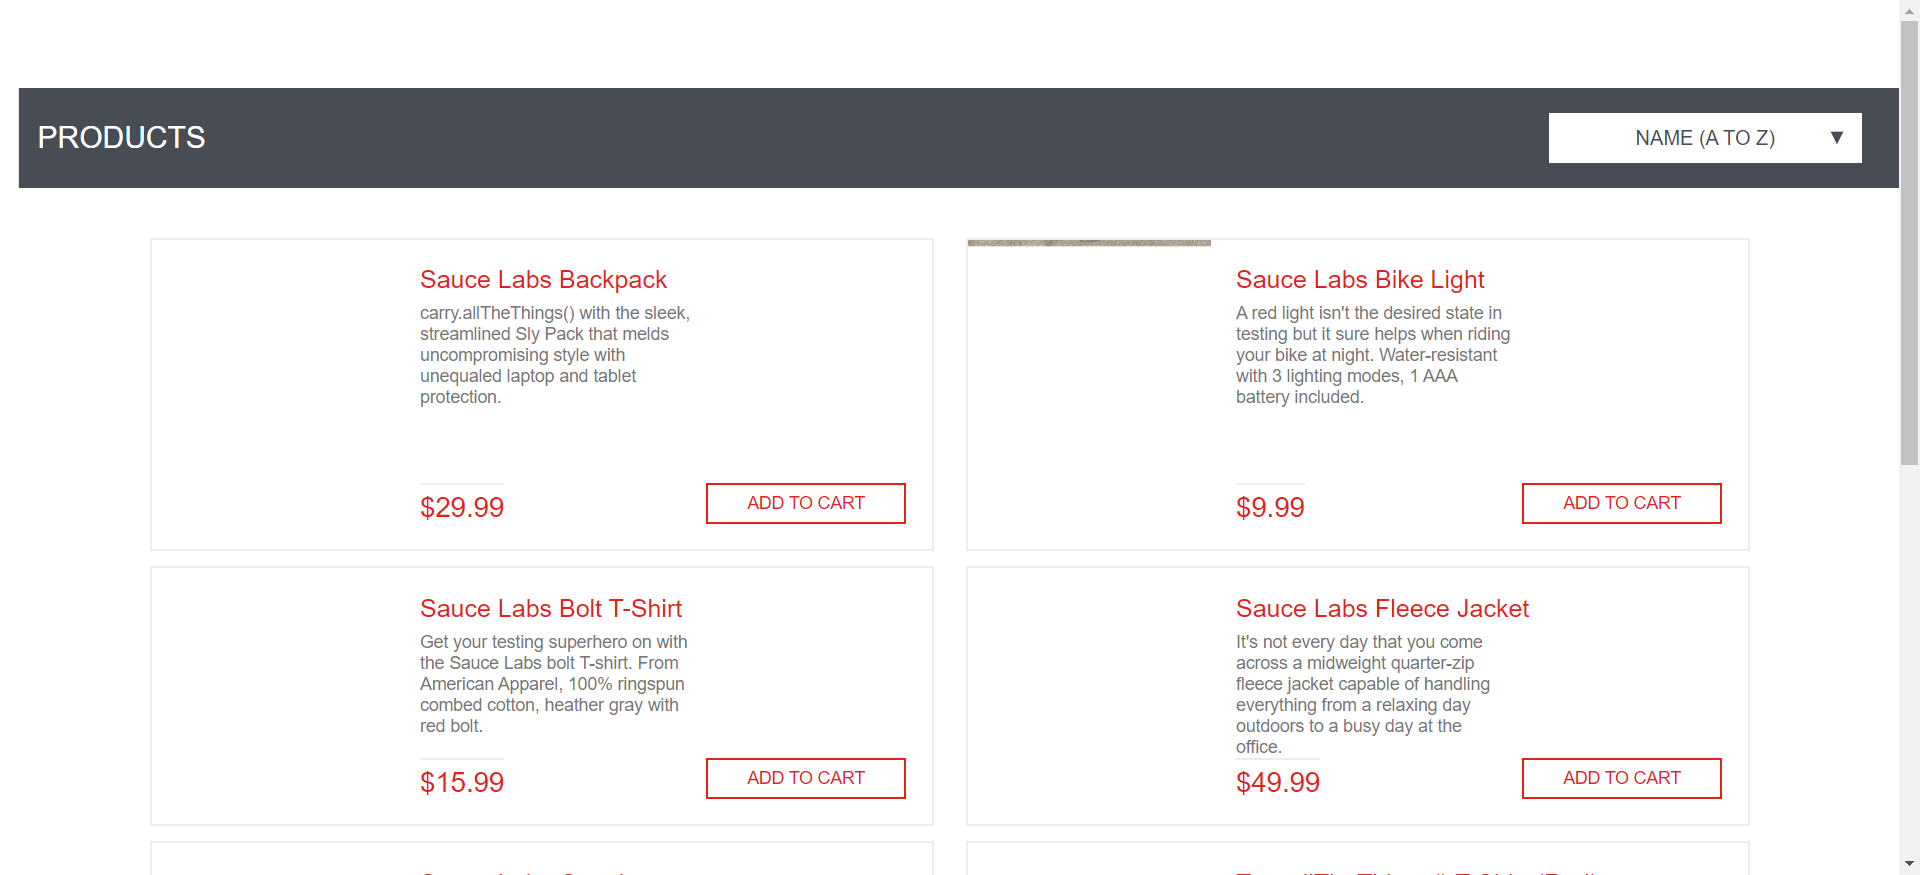 PRODUCTS
NAME (A TO Z)
Sauce Labs Backpack
carry.allTheThings() with the sleek,
streamlined Sly Pack that melds
uncompromising style with
unequaled laptop and tablet
protection.
$29.99
ADD TO CART
Sauce Labs Bike Light
A red light isn't the desired state in
testing but it sure helps when riding
your bike at night. Water-resistant
with 3 lighting modes, 1 AAA
battery included.
$9.99
ADD TO CART
Sauce Labs Bolt T-Shirt
Get your testing superhero on with
the Sauce Labs bolt T-shirt. From
American Apparel, 100% ringspun
combed cotton, heather gray with
red bolt.
$15.99
ADD TO CART
Sauce Labs Fleece Jacket
It's not every day that you come
across a midweight quarter-zip
fleece jacket capable of handling
everything from a relaxing day
outdoors to a busy day at the
office.
$49.99
ADD TO CART